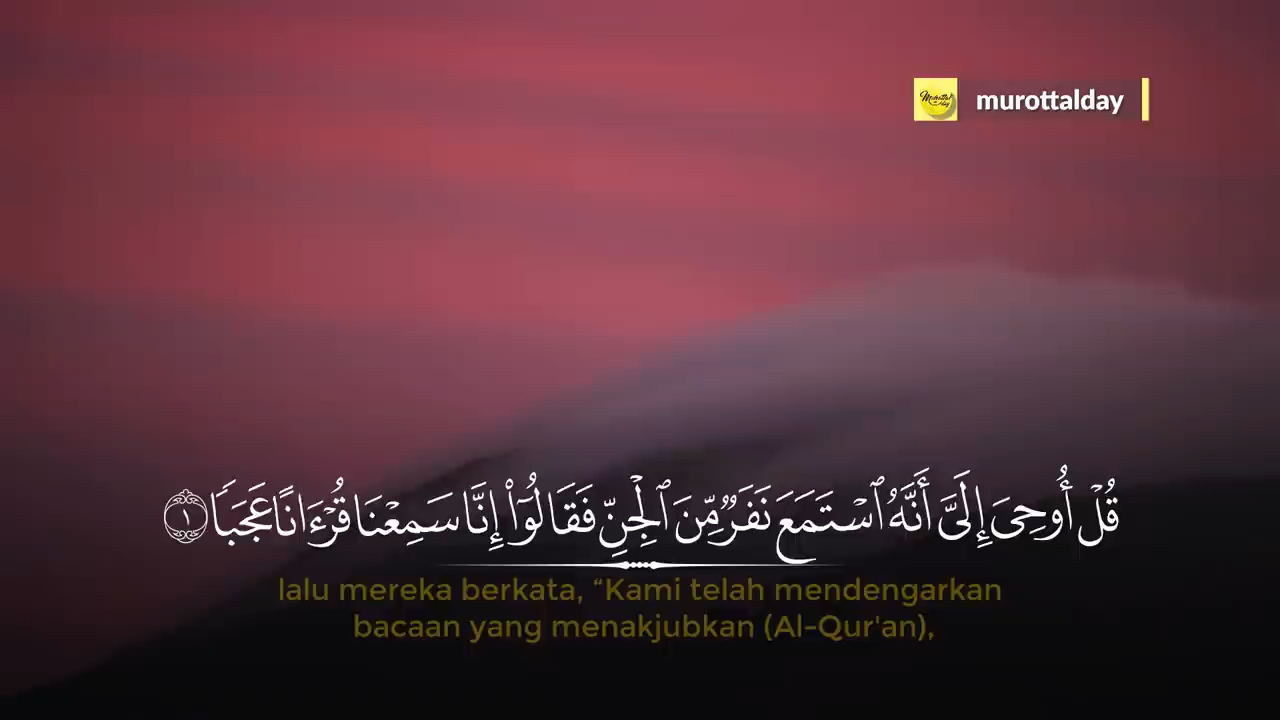 murottalday
قُلْ أُوحِىَ إِلَىَّ أَنَّهُ ٱسْتَمَعَ نَفَرٌ مِّنَ ٱلْجِنِّ فَقَالُوٓا۟ إِنَّا سَمِعْنَا قُرْءَانًا عَجَبًا ١
lalu mereka berkata, “Kami telah mendengarkan
bacaan yang menakjubkan (Al-Qur'an),